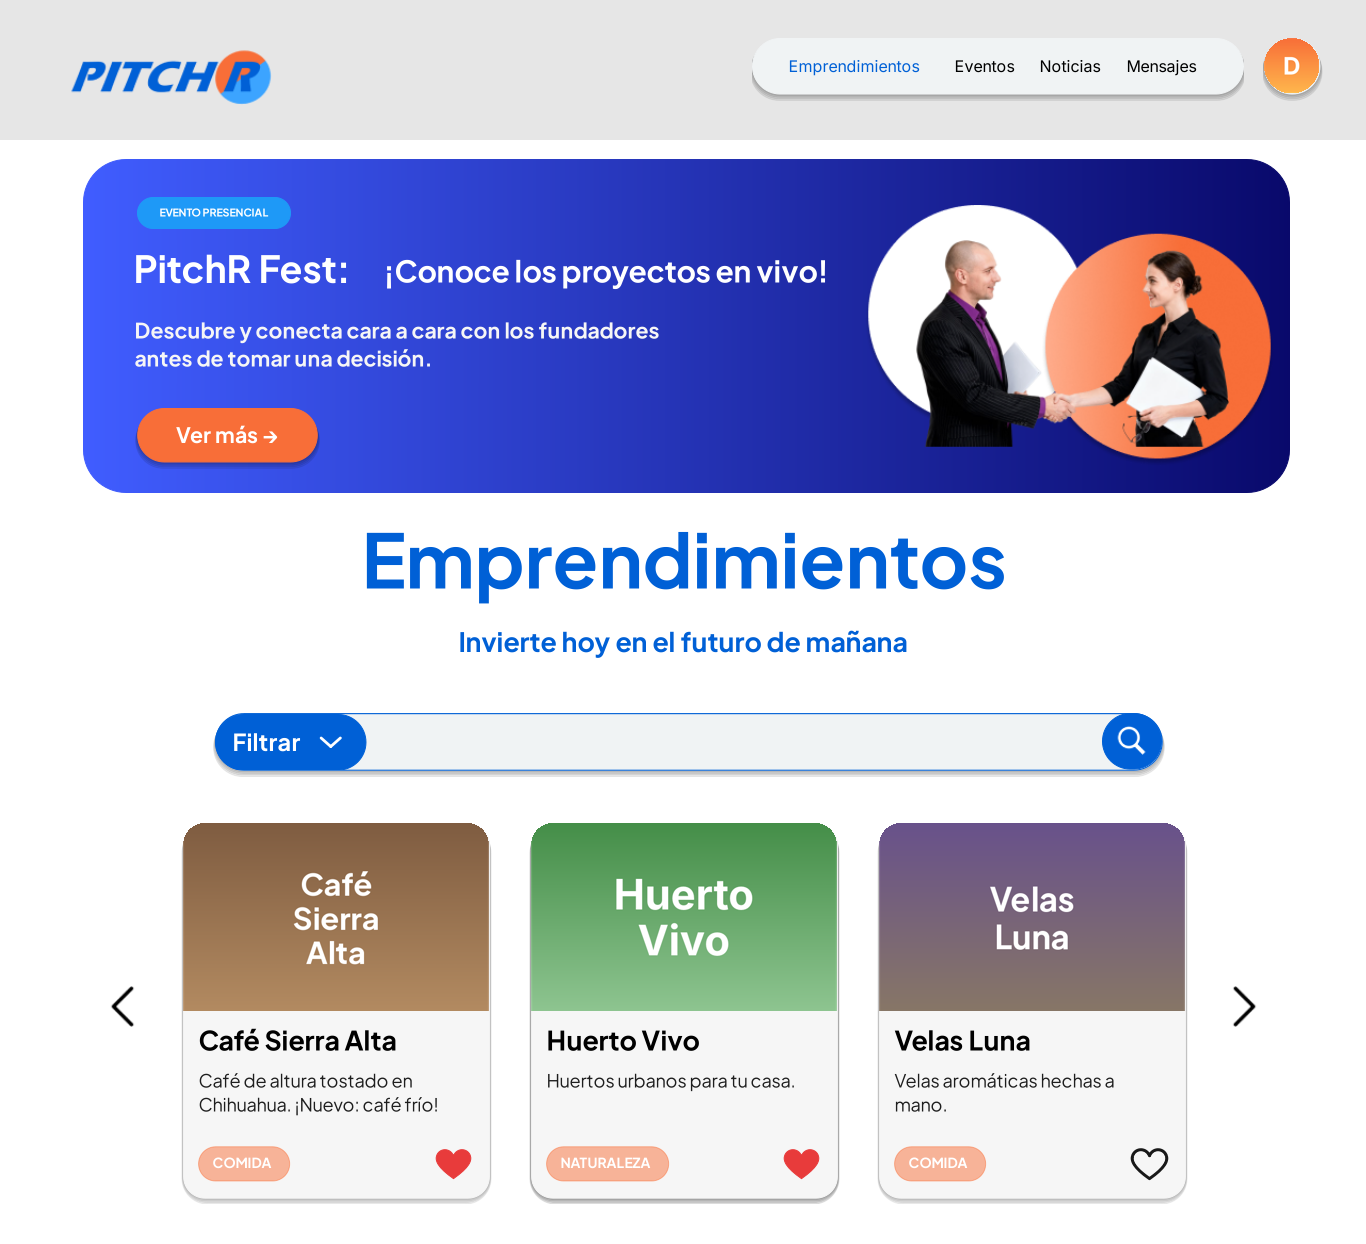 PITCHR
Emprendimientos Eventos Noticias Mensajes D
EVENTO PRESENCIAL
PitchR Fest: ¡Conoce los proyectos en vivo!
Descubre y conecta cara a cara con los fundadores
antes de tomar una decisión.
Ver más →
Emprendimientos
Invierte hoy en el futuro de mañana
Filtrar
Café
Sierra
Alta
Café Sierra Alta
Café de altura tostado en
Chihuahua. ¡Nuevo: café frío!
COMIDA
Huerto
Vivo
Huerto Vivo
Huertos urbanos para tu casa.
NATURALEZA
Velas
Luna
Velas Luna
Velas aromáticas hechas a
mano.
COMIDA